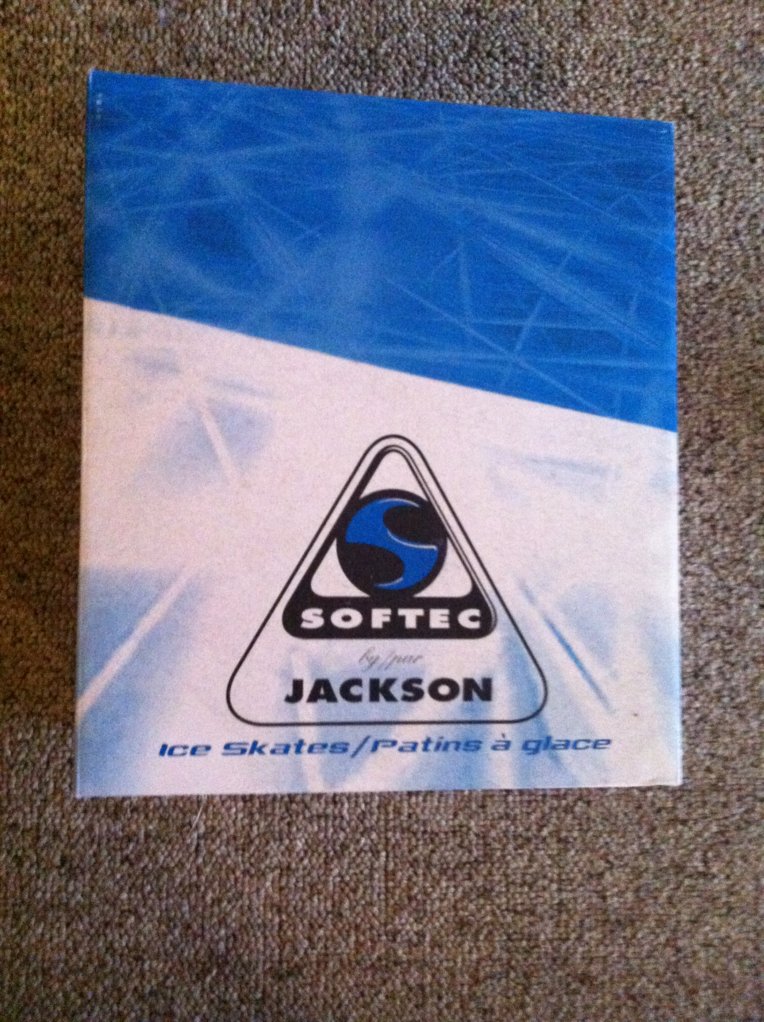 SOFTEC
by/par
JACKSON
Ice Skates/Patins à glace